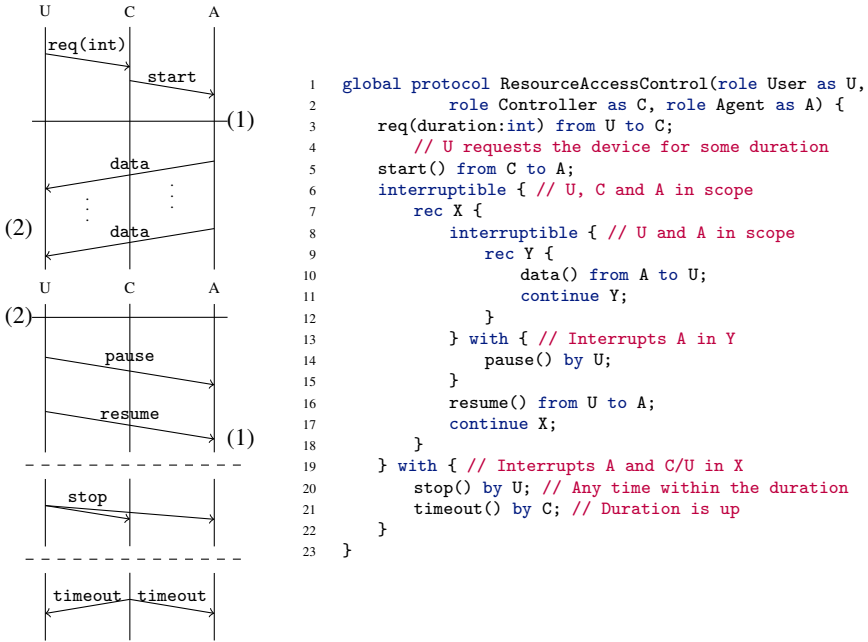 U C A
req(int)
start
(1)
data
data
(2)
U C A
(2)
pause
resume
(1)
stop
timeout timeout
1 global protocol ResourceAccessControl(role User as U,
2 role Controller as C, role Agent as A) {
3 req(duration:int) from U to C;
4 // U requests the device for some duration
5 start() from C to A;
6 interruptible { // U, C and A in scope
7 rec X {
8 interruptible { // U and A in scope
9 rec Y {
10 data() from A to U;
11 continue Y;
12 }
13 } with { // Interrupts A in Y
14 pause() by U;
15 }
16 resume() from U to A;
17 continue X;
18 }
19 } with { // Interrupts A and C/U in X
20 stop() by U; // Any time within the duration
21 timeout() by C; // Duration is up
22 }
23 }